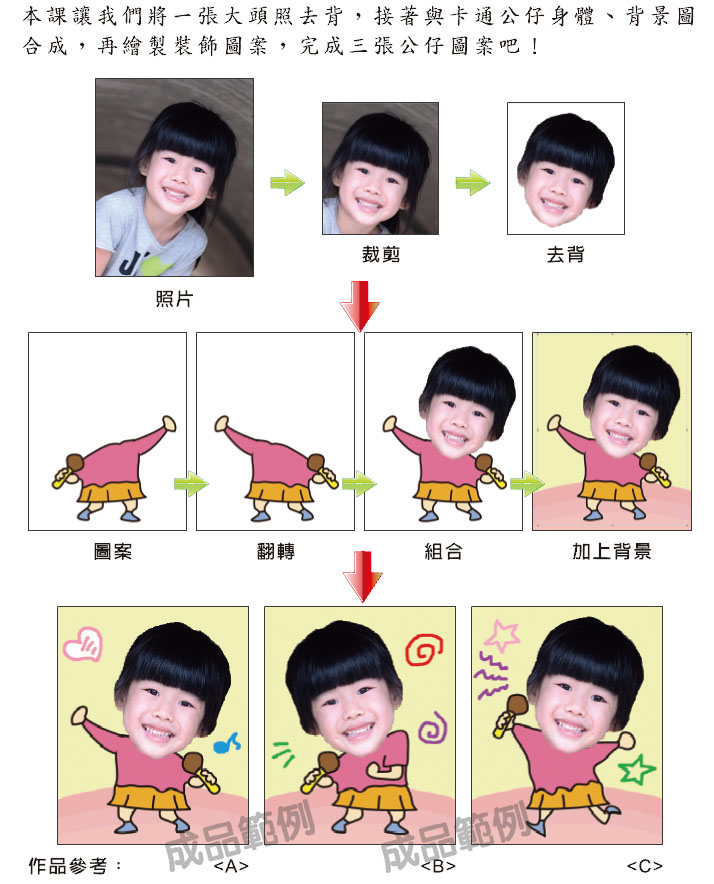 本課讓我們將一張大頭照去背，接著與卡通公仔身體、背景圖
合成，再繪製裝飾圖案，完成三張公仔圖案吧！
裁剪
去背
照片
圖案
翻轉
組合
加上背景
成品範例
成品範例
作品參考：
<A>
<B>
<C>